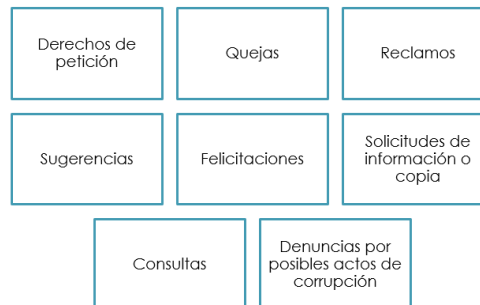 Derechos de
petición
Quejas
Reclamos
Sugerencias
Felicitaciones
Solicitudes de
información o
copia
Consultas
Denuncias por
posibles actos de
corrupción